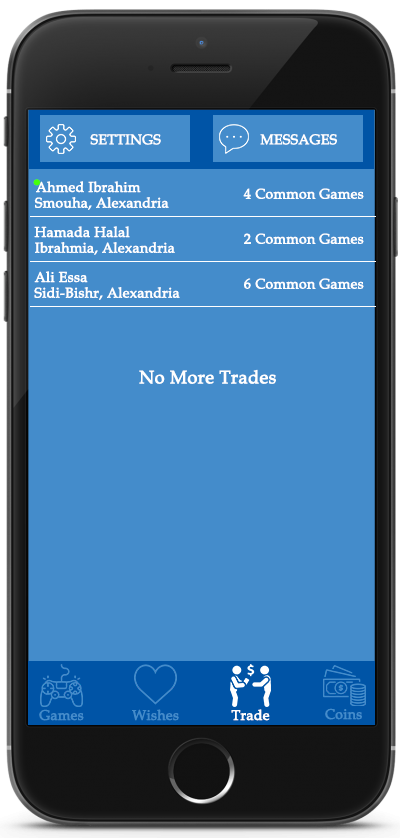 SETTINGS
MESSAGES
Ahmed Ibrahim
Smouha, Alexandria
4 Common Games
Hamada Halal
Ibrahmia, Alexandria
2 Common Games
Ali Essa
Sidi-Bishr, Alexandria
6 Common Games
No More Trades
$
$
Games
Wishes
Trade
Coins